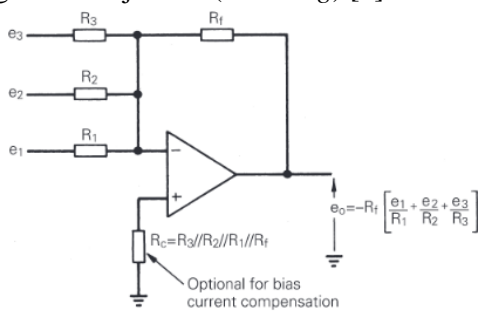 R3
Rf
e3
R2
e2
R1
e1
−
+
eo=−Rf [e1/R1 + e2/R2 + e3/R3]
Rc=R3//R2//R1//Rf
Optional for bias
current compensation